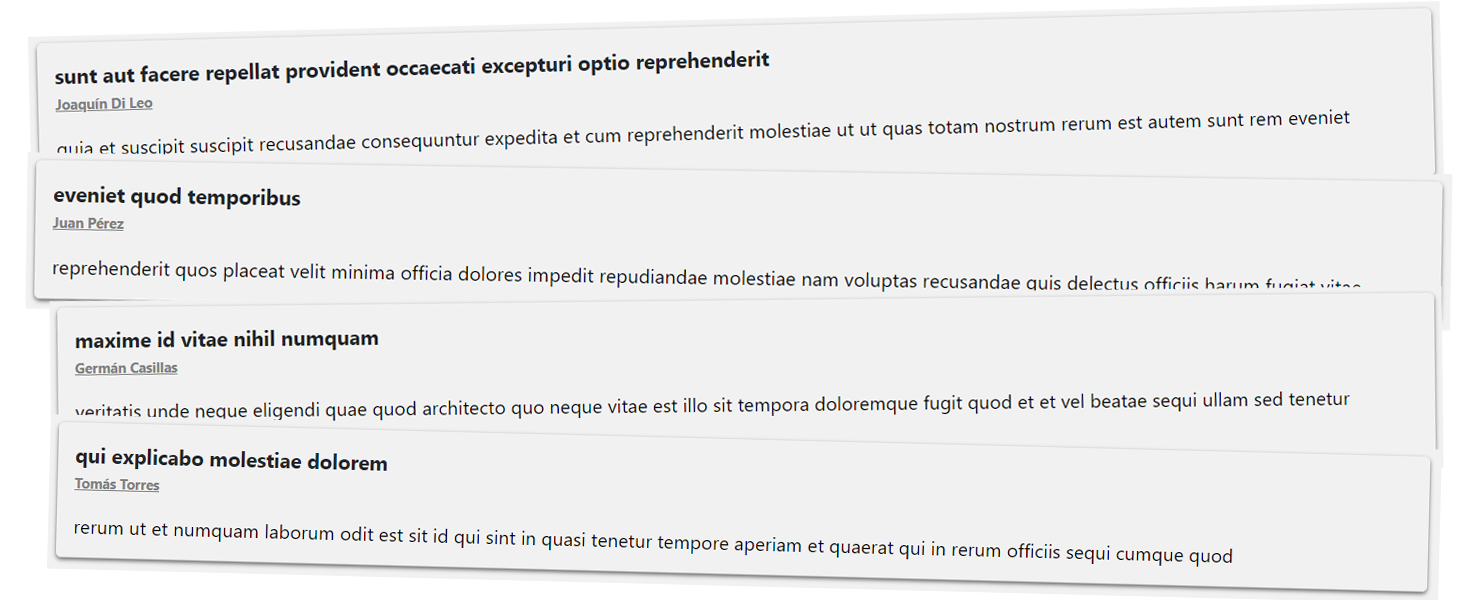 sunt aut facere repellat provident occaecati excepturi optio reprehenderit
Joaquín Di Leo
quia et suscipit suscipit recusandae consequuntur expedita et cum reprehenderit molestiae ut ut quas totam nostrum rerum est autem sunt rem eveniet
eveniet quod temporibus
Juan Pérez
reprehenderit quos placeat velit minima officia dolores impedit repudiandae molestiae nam voluptas recusandae quis delectus officiis harum fugiat vitae
maxime id vitae nihil numquam
Germán Casillas
veritatis unde neque eligendi quae quod architecto quo neque vitae est illo sit tempora doloremque fugit quod et et vel beatae sequi ullam sed tenetur
qui explicabo molestiae dolorem
Tomás Torres
rerum ut et numquam laborum odit est sit id qui sint in quasi tenetur tempore aperiam et quaerat qui in rerum officiis sequi cumque quod